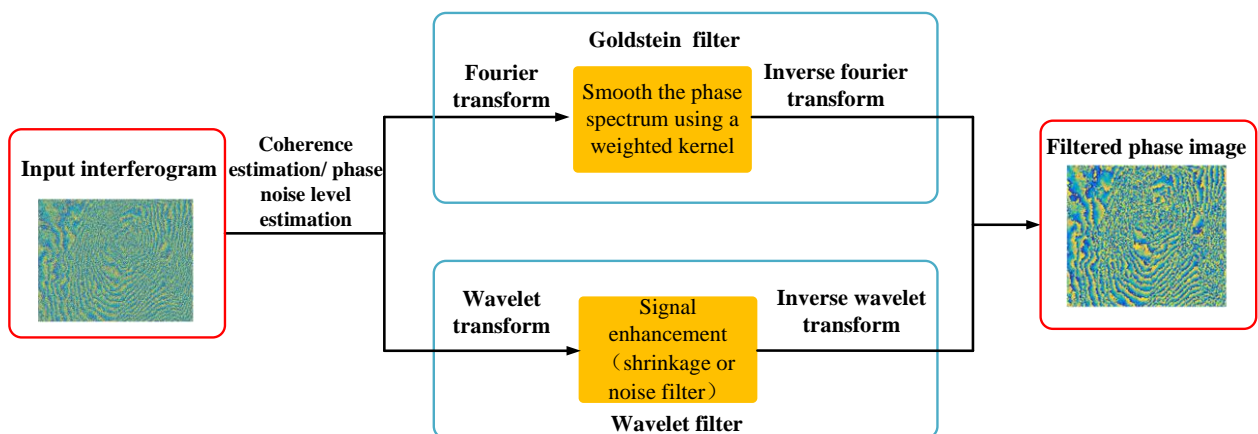 Input interferogram
Coherence
estimation/ phase
noise level
estimation
Goldstein filter
Fourier
transform
Smooth the phase
spectrum using a
weighted kernel
Inverse fourier
transform
Wavelet
transform
Signal
enhancement
（shrinkage or
noise filter）
Inverse wavelet
transform
Wavelet filter
Filtered phase image